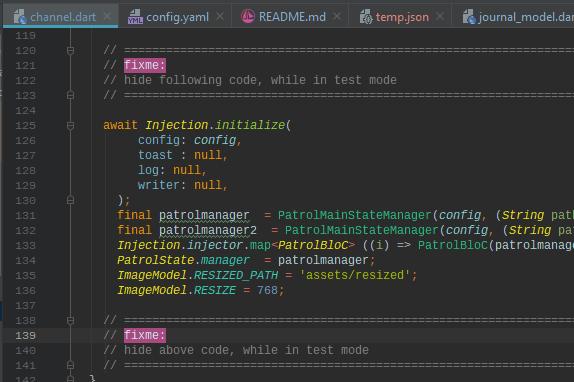 channel.dart config.yaml README.md temp.json journal_model.dar
119
120 // ================================================================
121 // fixme:
122 // hide following code, while in test mode
123 // ================================================================
124
125 await Injection.initialize(
126 config: config,
127 toast : null,
128 log: null,
129 writer: null,
130 );
131 final patrolmanager = PatrolMainStateManager(config, (String pat
132 final patrolmanager2 = PatrolMainStateManager(config, (String pa
133 Injection.injector.map<PatrolBloC> ((i) => PatrolBloC(patrolmanag
134 PatrolState.manager = patrolmanager;
135 ImageModel.RESIZED_PATH = 'assets/resized';
136 ImageModel.RESIZE = 768;
137
138 // ================================================================
139 // fixme:
140 // hide above code, while in test mode
141 // ================================================================
142 }